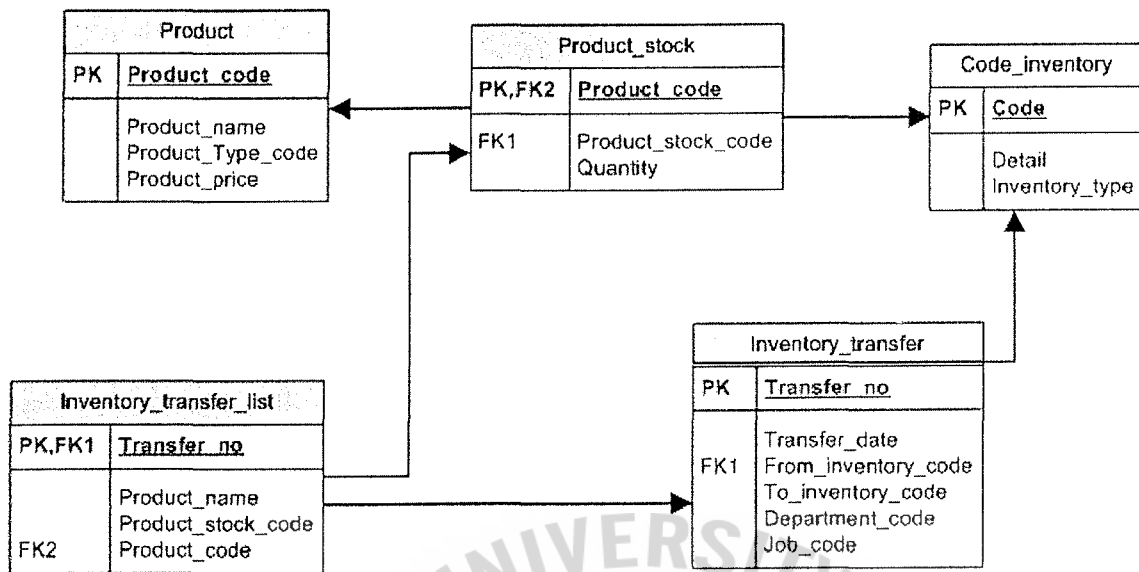 Product
PK Product_code
Product_name
Product_Type_code
Product_price
Product_stock
PK,FK2 Product_code
FK1 Product_stock_code
Quantity
Code_inventory
PK Code
Detail
Inventory_type
Inventory_transfer_list
PK,FK1 Transfer_no
Product_name
Product_stock_code
FK2 Product_code
Inventory_transfer
PK Transfer_no
Transfer_date
FK1 From_inventory_code
To_inventory_code
Department_code
Job_code
UNIVERSITY